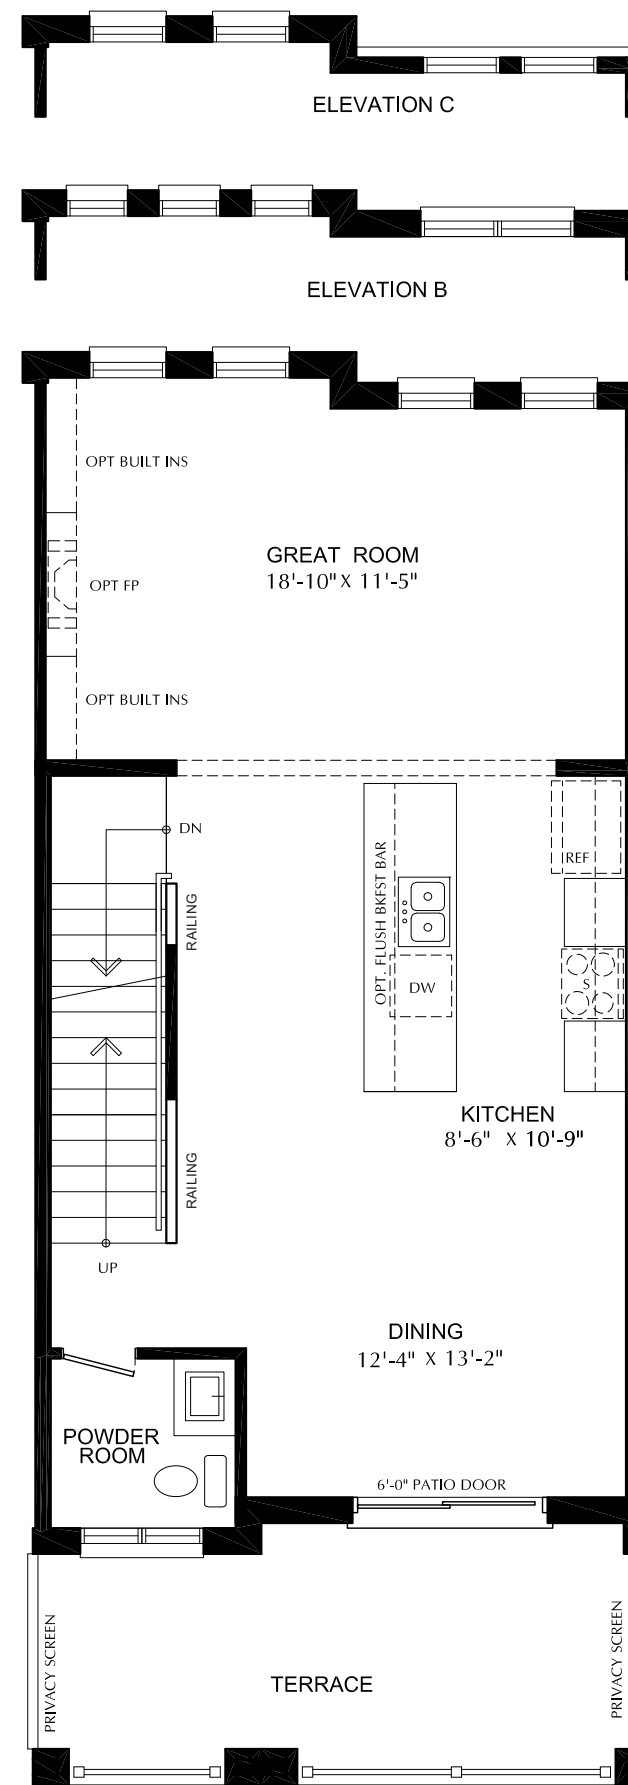 ELEVATION C
ELEVATION B
OPT BUILT INS
GREAT ROOM
18'-10" X 11'-5"
OPT FP
OPT BUILT INS
DN
RAILING
OPT. FLUSH BKFST BAR
REF
DW
S
KITCHEN
8'-6" X 10'-9"
RAILING
UP
DINING
12'-4" X 13'-2"
POWDER
ROOM
6'-0" PATIO DOOR
PRIVACY SCREEN
PRIVACY SCREEN
TERRACE